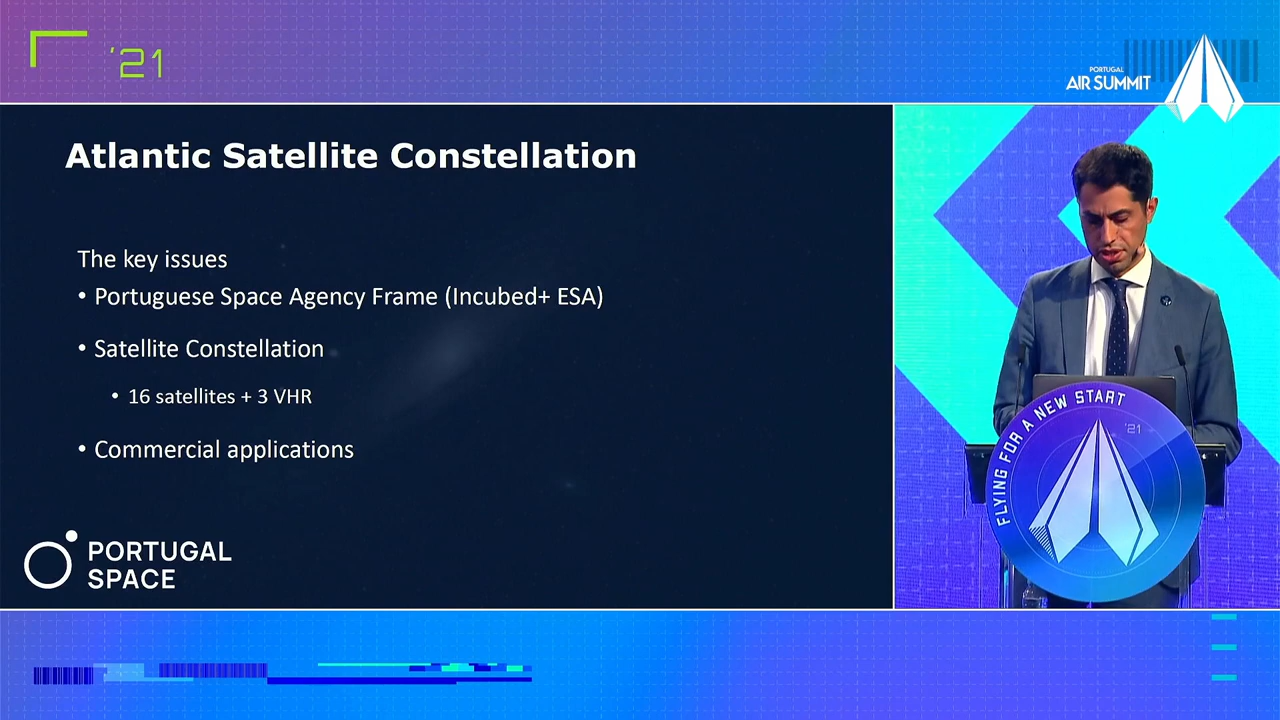 '21
PORTUGAL
AIR SUMMIT
Atlantic Satellite Constellation
The key issues
• Portuguese Space Agency Frame (Incubed+ ESA)
• Satellite Constellation
• 16 satellites + 3 VHR
• Commercial applications
PORTUGAL
SPACE
FLYING FOR A NEW START
'21